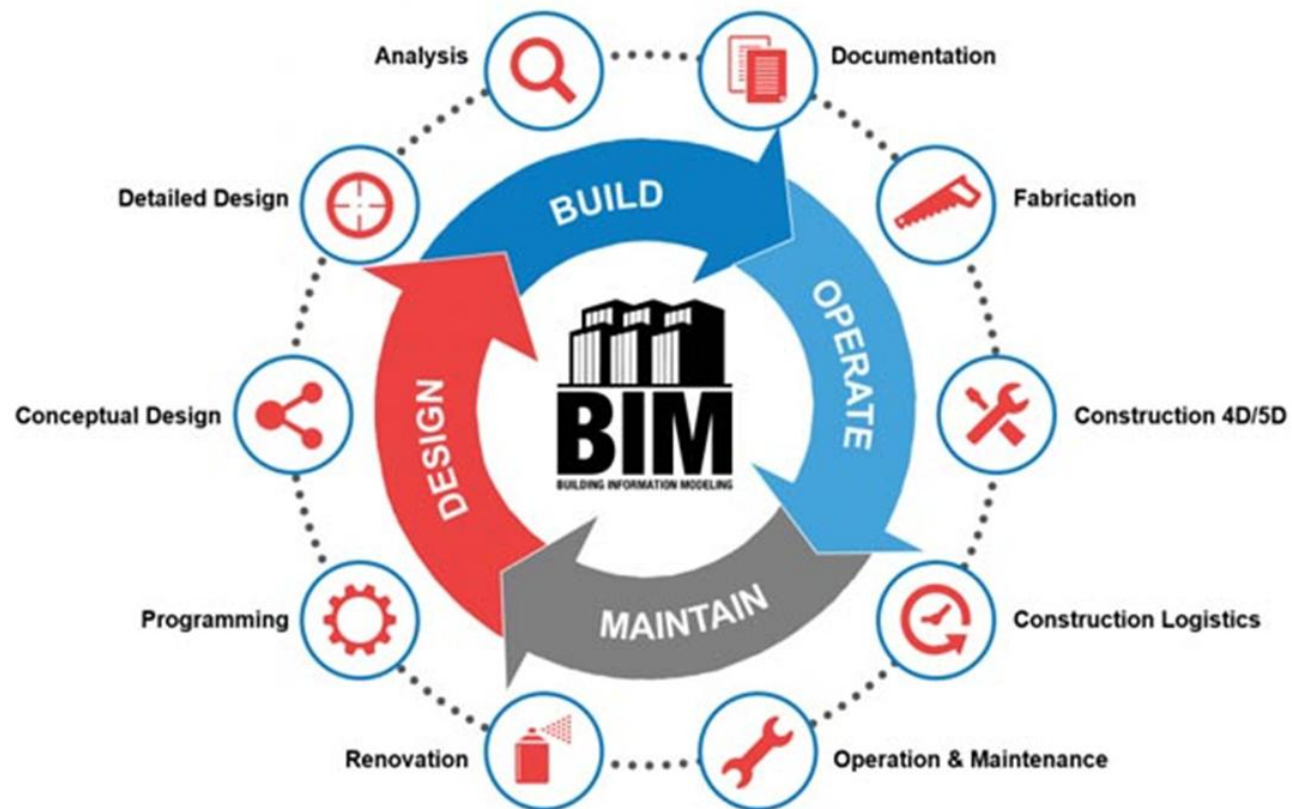 Analysis
Documentation
Detailed Design
Fabrication
Conceptual Design
Construction 4D/5D
Programming
Construction Logistics
Renovation
Operation & Maintenance
BUILD
OPERATE
MAINTAIN
DESIGN
BIM
BUILDING INFORMATION MODELING